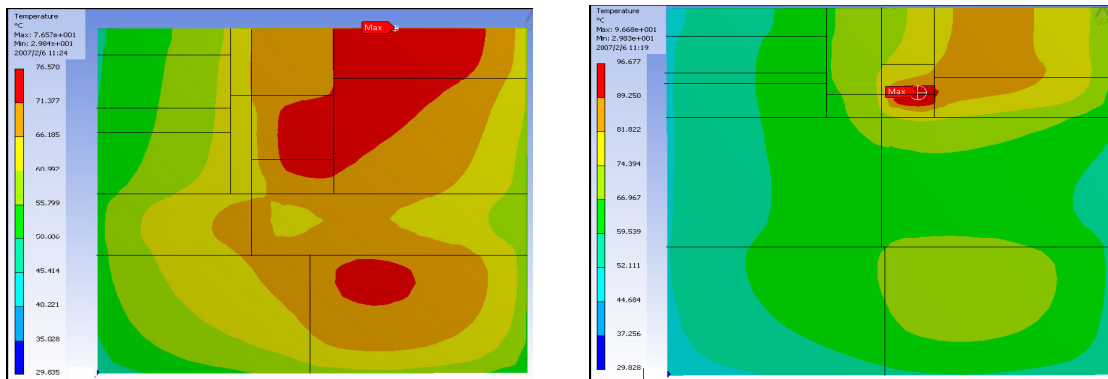 Temperature
°C
Max: 7.657e+001
Min: 2.984e+001
2007/2/6 11:24
76.570
71.377
66.185
60.992
55.799
50.606
45.414
40.221
35.028
29.835
Max
Temperature
°C
Max: 9.668e+001
Min: 2.983e+001
2007/2/6 11:19
96.677
89.250
81.822
74.394
66.967
59.539
52.111
44.684
37.256
29.828
Max